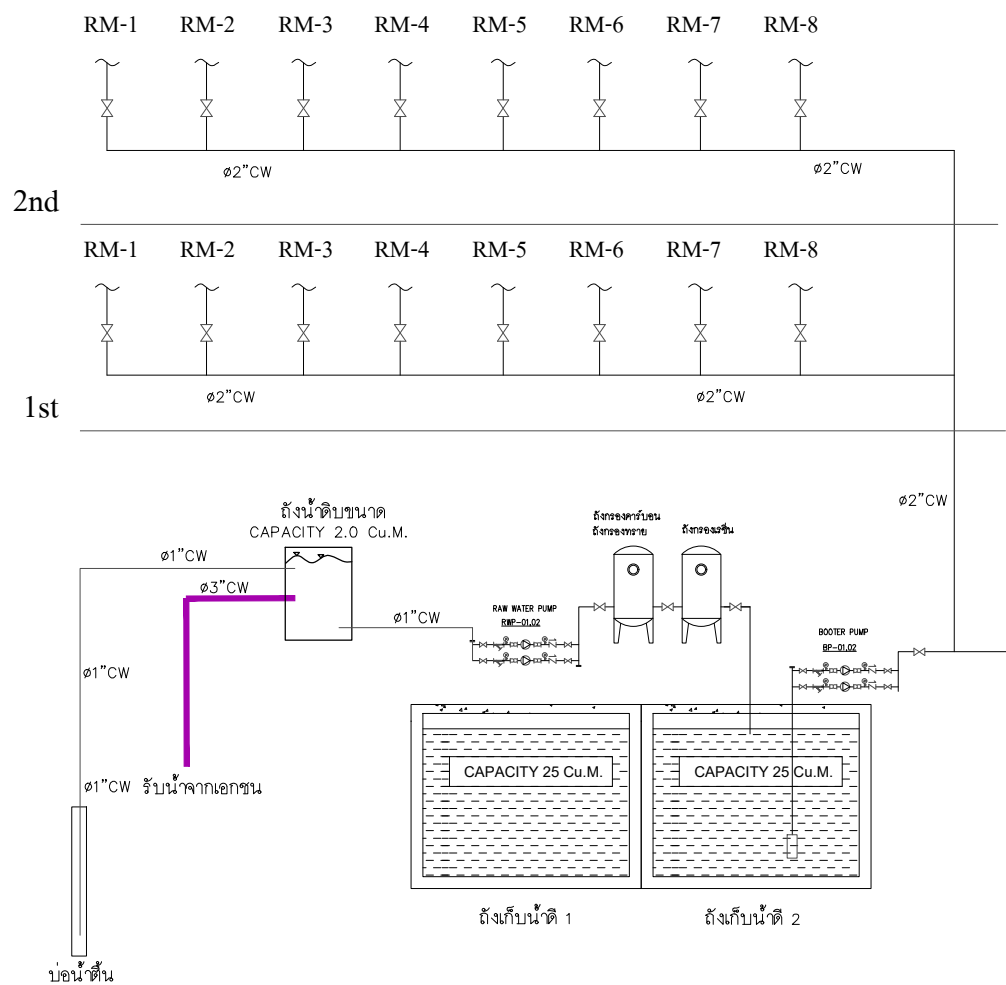 RM-1 RM-2 RM-3 RM-4 RM-5 RM-6 RM-7 RM-8
ø2"CW ø2"CW
2nd
RM-1 RM-2 RM-3 RM-4 RM-5 RM-6 RM-7 RM-8
ø2"CW ø2"CW
1st
ø2"CW
ถังน้ำดิบขนาด
CAPACITY 2.0 Cu.M.
ถังกรองคาร์บอน
ถังกรองทราย
ถังกรองเรซิ่น
ø1"CW
ø3"CW
ø1"CW
RAW WATER PUMP
RWP-01,02
BOOTER PUMP
BP-01,02
ø1"CW
CAPACITY 25 Cu.M.
CAPACITY 25 Cu.M.
ø1"CW
รับน้ำจากเอกชน
ถังเก็บน้ำดี 1
ถังเก็บน้ำดี 2
บ่อน้ำตื้น